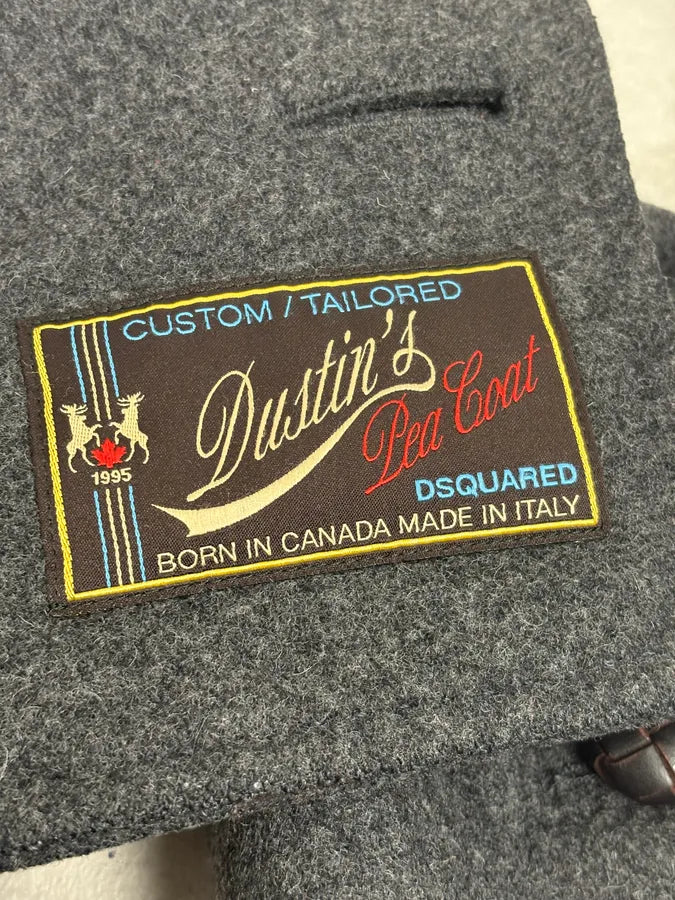 CUSTOM / TAILORED
Dustin's
Pea Coat
1995
DSQUARED
BORN IN CANADA MADE IN ITALY